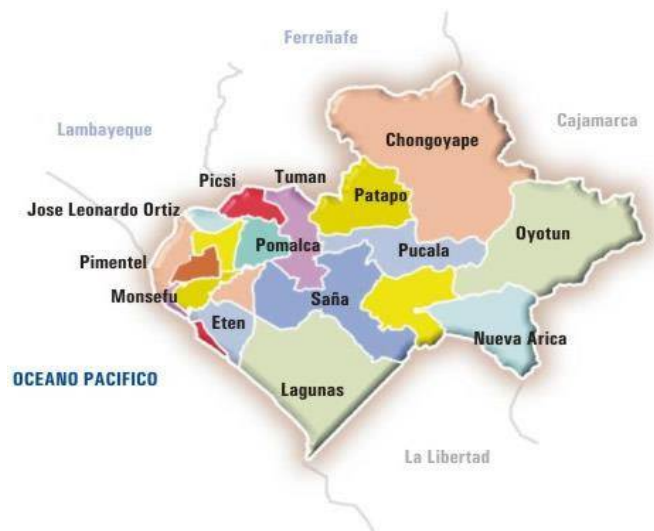 Ferreñafe
Cajamarca
Lambayeque
Chongoyape
Picsi
Tuman
Patapo
Jose Leonardo Ortiz
Oyotun
Pomalca
Pucala
Pimentel
Monsefu
Saña
Eten
Nueva Arica
OCEANO PACIFICO
Lagunas
La Libertad